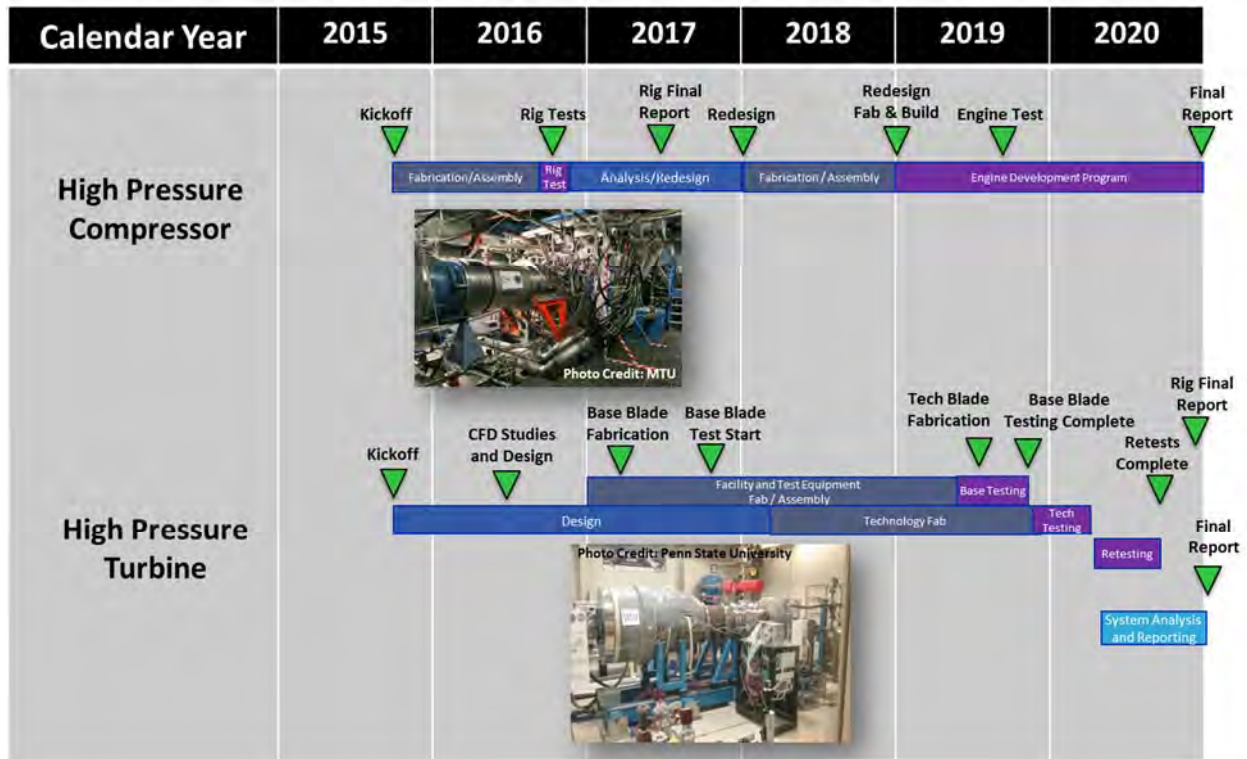 Calendar Year 2015 2016 2017 2018 2019 2020
High Pressure
Compressor
Kickoff
Rig Tests
Rig Final
Report
Redesign
Redesign
Fab & Build
Engine Test
Final
Report
Fabrication/Assembly
Rig
Test
Analysis/Redesign
Fabrication / Assembly
Engine Development Program
Photo Credit: MTU
High Pressure
Turbine
Kickoff
CFD Studies
and Design
Base Blade
Fabrication
Base Blade
Test Start
Tech Blade
Fabrication
Base Blade
Testing Complete
Retests
Complete
Rig Final
Report
Final
Report
Facility and Test Equipment
Fab / Assembly
Base Testing
Design
Technology Fab
Tech
Testing
Retesting
System Analysis
and Reporting
Photo Credit: Penn State University